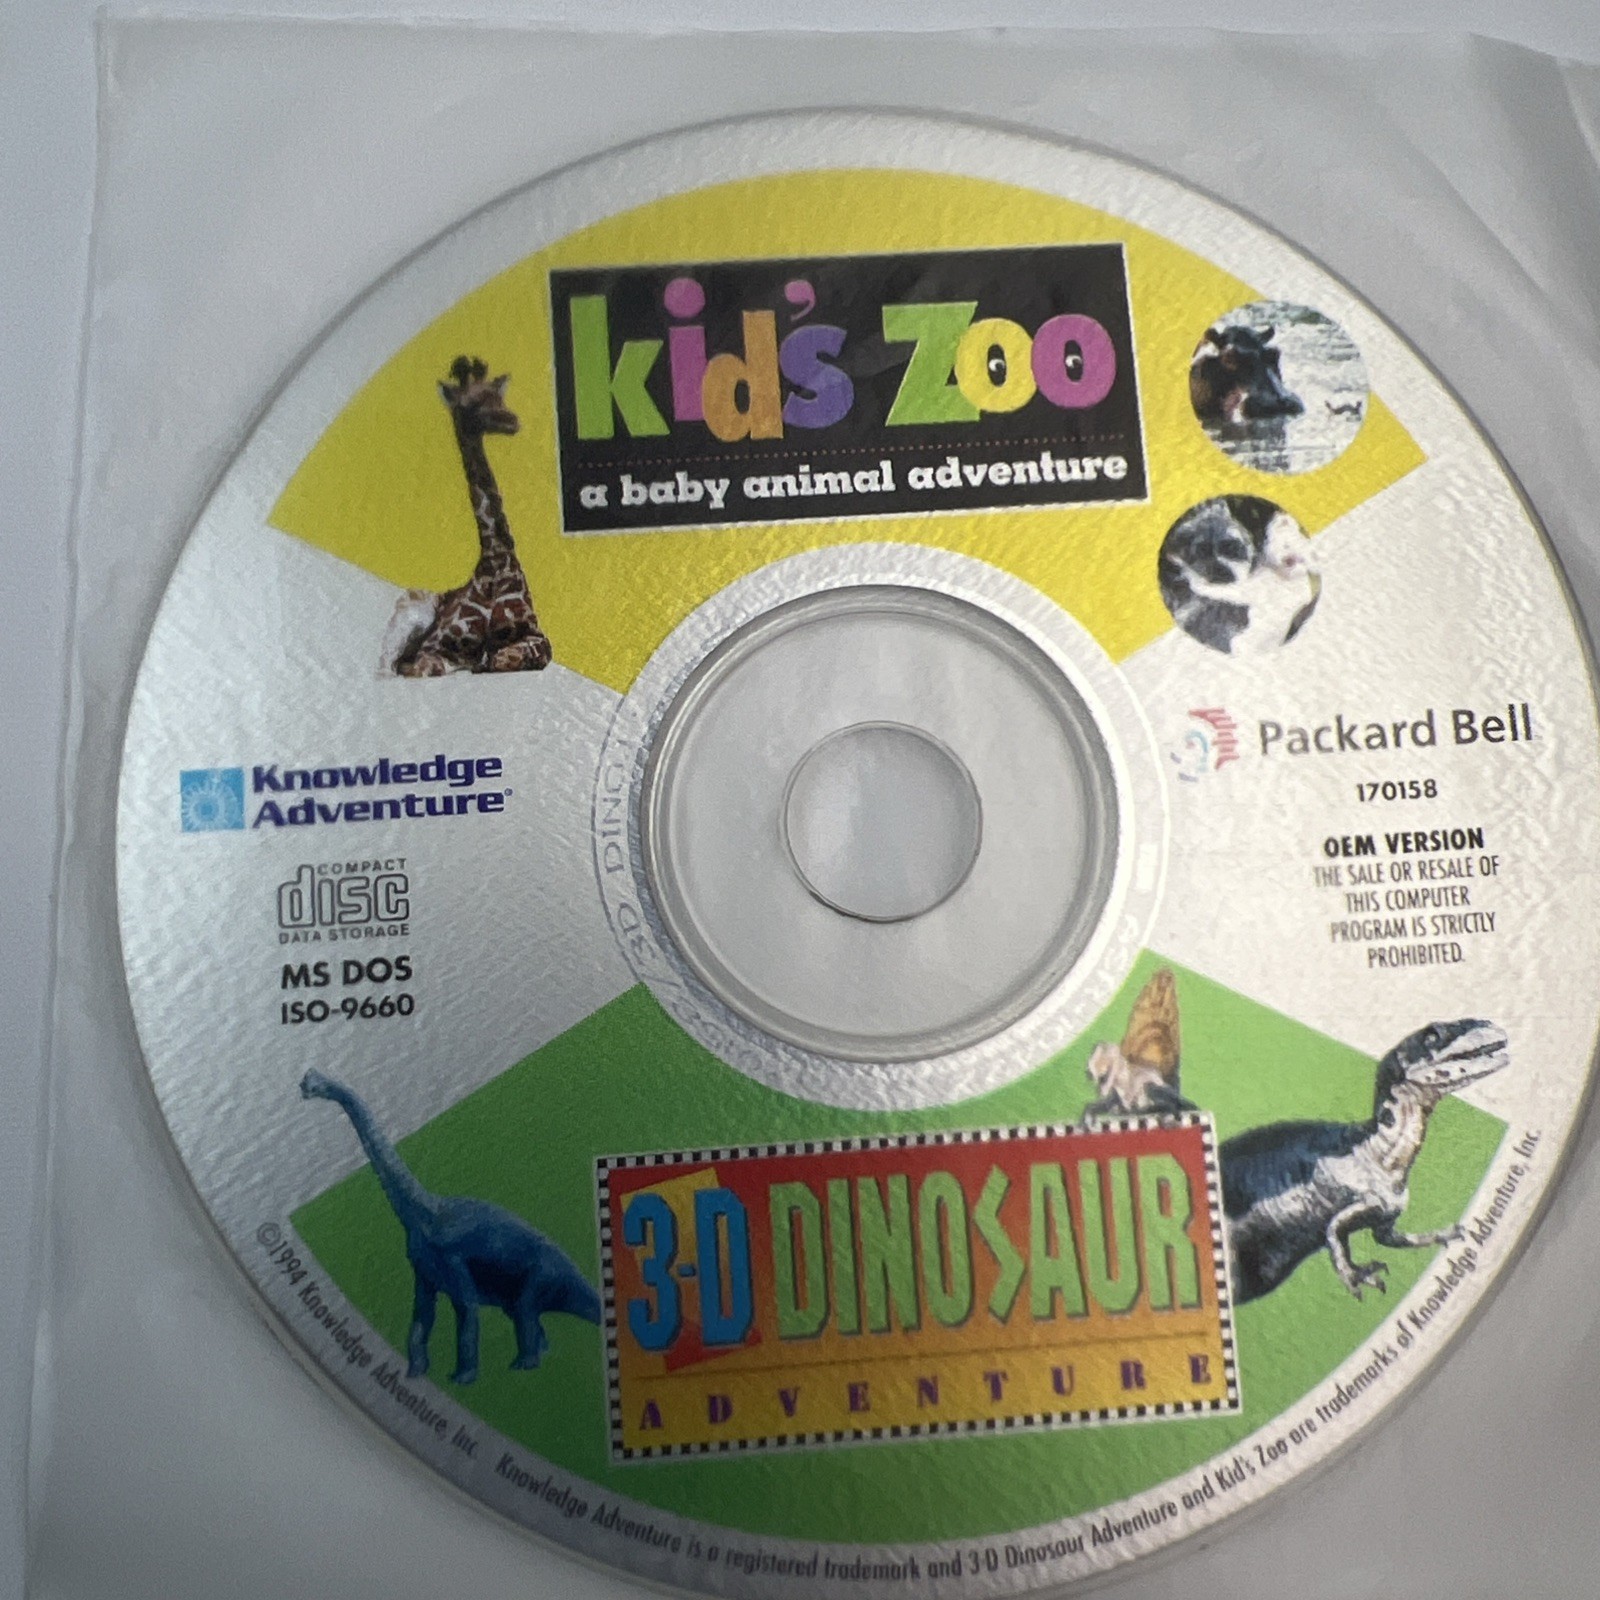 kid's Zoo
a baby animal adventure
Knowledge
Adventure®
COMPACT
disc
DATA STORAGE
MS DOS
ISO-9660
Packard Bell
170158
OEM VERSION
THE SALE OR RESALE OF
THIS COMPUTER
PROGRAM IS STRICTLY
PROHIBITED.
3-D DINOSAUR
ADVENTURE
©1994 Knowledge Adventure, Inc. Knowledge Adventure is a registered trademark and 3-D Dinosaur Adventure and Kid's Zoo are trademarks of Knowledge Adventure, Inc.